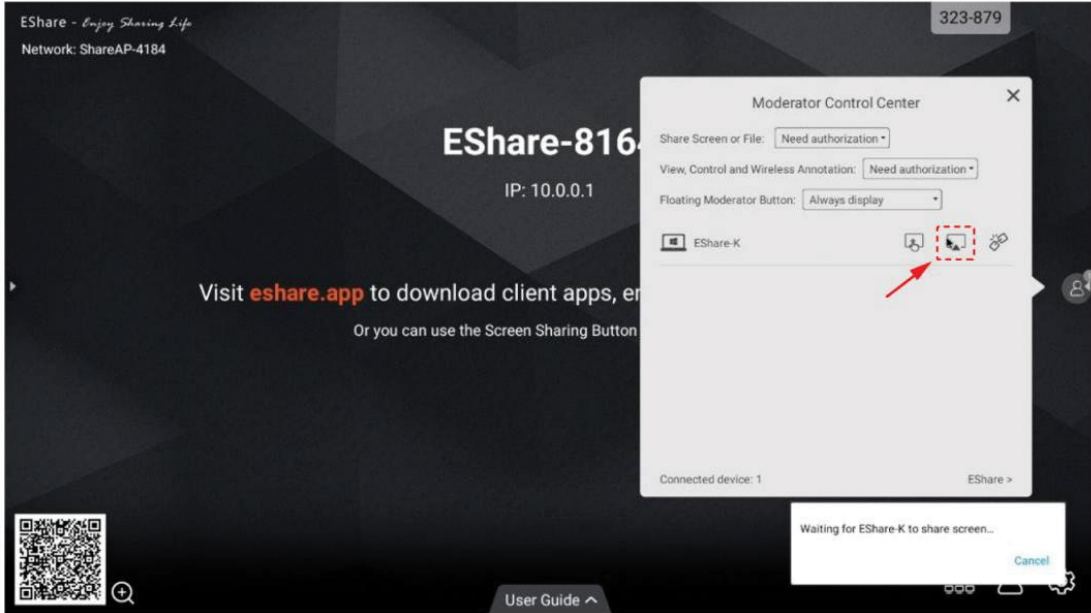 EShare - Enjoy Sharing Life
323-879
Network: ShareAP-4184
Moderator Control Center
Share Screen or File: Need authorization
EShare-816
View, Control and Wireless Annotation: Need authorization
IP: 10.0.0.1
Floating Moderator Button: Always display
EShare-K
Visit eshare.app to download client apps, er
Or you can use the Screen Sharing Button
Connected device: 1
EShare >
Waiting for EShare-K to share screen...
Cancel
User Guide